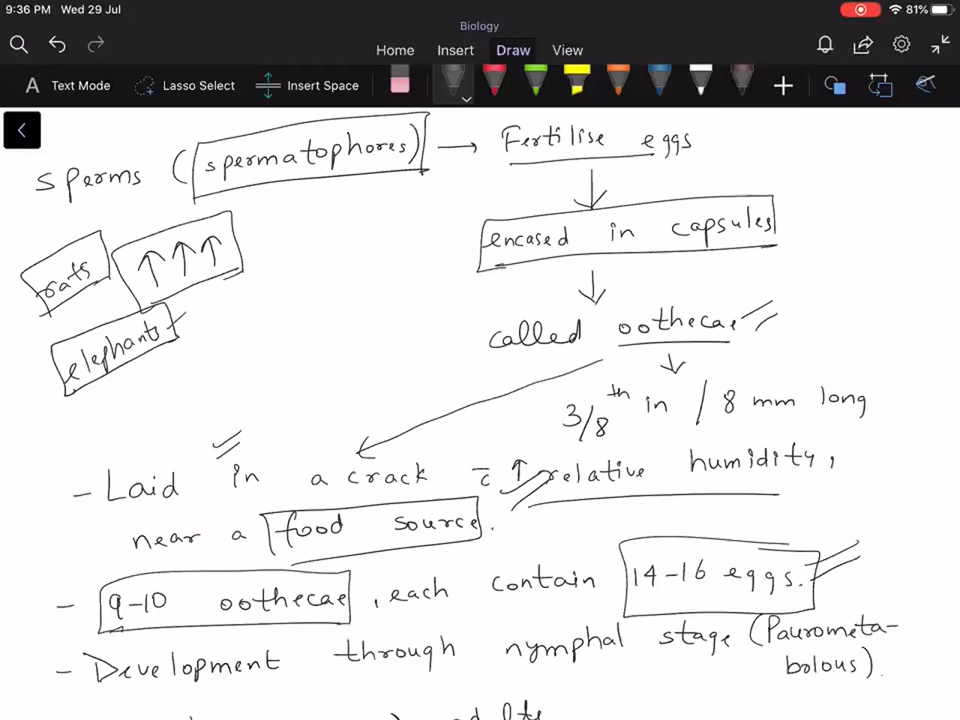 9:36 PM Wed 29 Jul
81%
Biology
Home Insert Draw View
Text Mode Lasso Select Insert Space
sperms (spermatophores) → Fertilise eggs
rats ↑↑↑
encased in capsules
elephants
called oothecae
3/8th in / 8 mm long
- Laid in a crack c̄ ↑ relative humidity,
near a food source.
- 9-10 oothecae, each contain 14-16 eggs.
- Development through nymphal stage (Paurometa-
bolous).